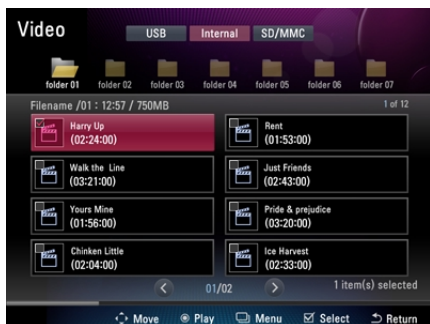 Video
USB Internal SD/MMC
folder 01 folder 02 folder 03 folder 04 folder 05 folder 06 folder 07
Filename /01 : 12:57 / 750MB 1 of 12
Harry Up
(02:24:00)
Rent
(01:53:00)
Walk the Line
(03:21:00)
Just Friends
(02:43:00)
Yours Mine
(01:56:00)
Pride & prejudice
(03:20:00)
Chinken Little
(02:04:00)
Ice Harvest
(02:33:00)
01/02 1 item(s) selected
Move Play Menu Select Return